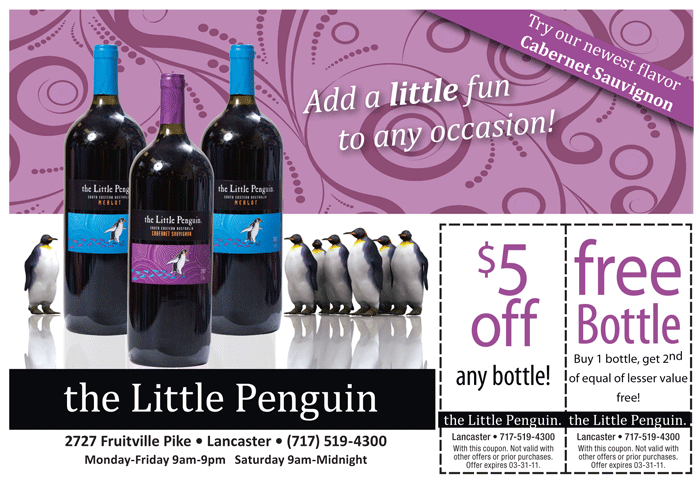 Try our newest flavor
Cabernet Sauvignon
Add a little fun
to any occasion!
the Little Penguin
SOUTH EASTERN AUSTRALIA
MERLOT
the Little Penguin.
SOUTH EASTERN AUSTRALIA
CABERNET SAUVIGNON
the Little Penguin.
SOUTH EASTERN AUSTRALIA
MERLOT
the Little Penguin
2727 Fruitville Pike • Lancaster • (717) 519-4300
Monday-Friday 9am-9pm Saturday 9am-Midnight
$5
off
any bottle!
the Little Penguin.
Lancaster • 717-519-4300
With this coupon. Not valid with
other offers or prior purchases.
Offer expires 03-31-11.
free
Bottle
Buy 1 bottle, get 2nd
of equal of lesser value
free!
the Little Penguin.
Lancaster • 717-519-4300
With this coupon. Not valid with
other offers or prior purchases.
Offer expires 03-31-11.